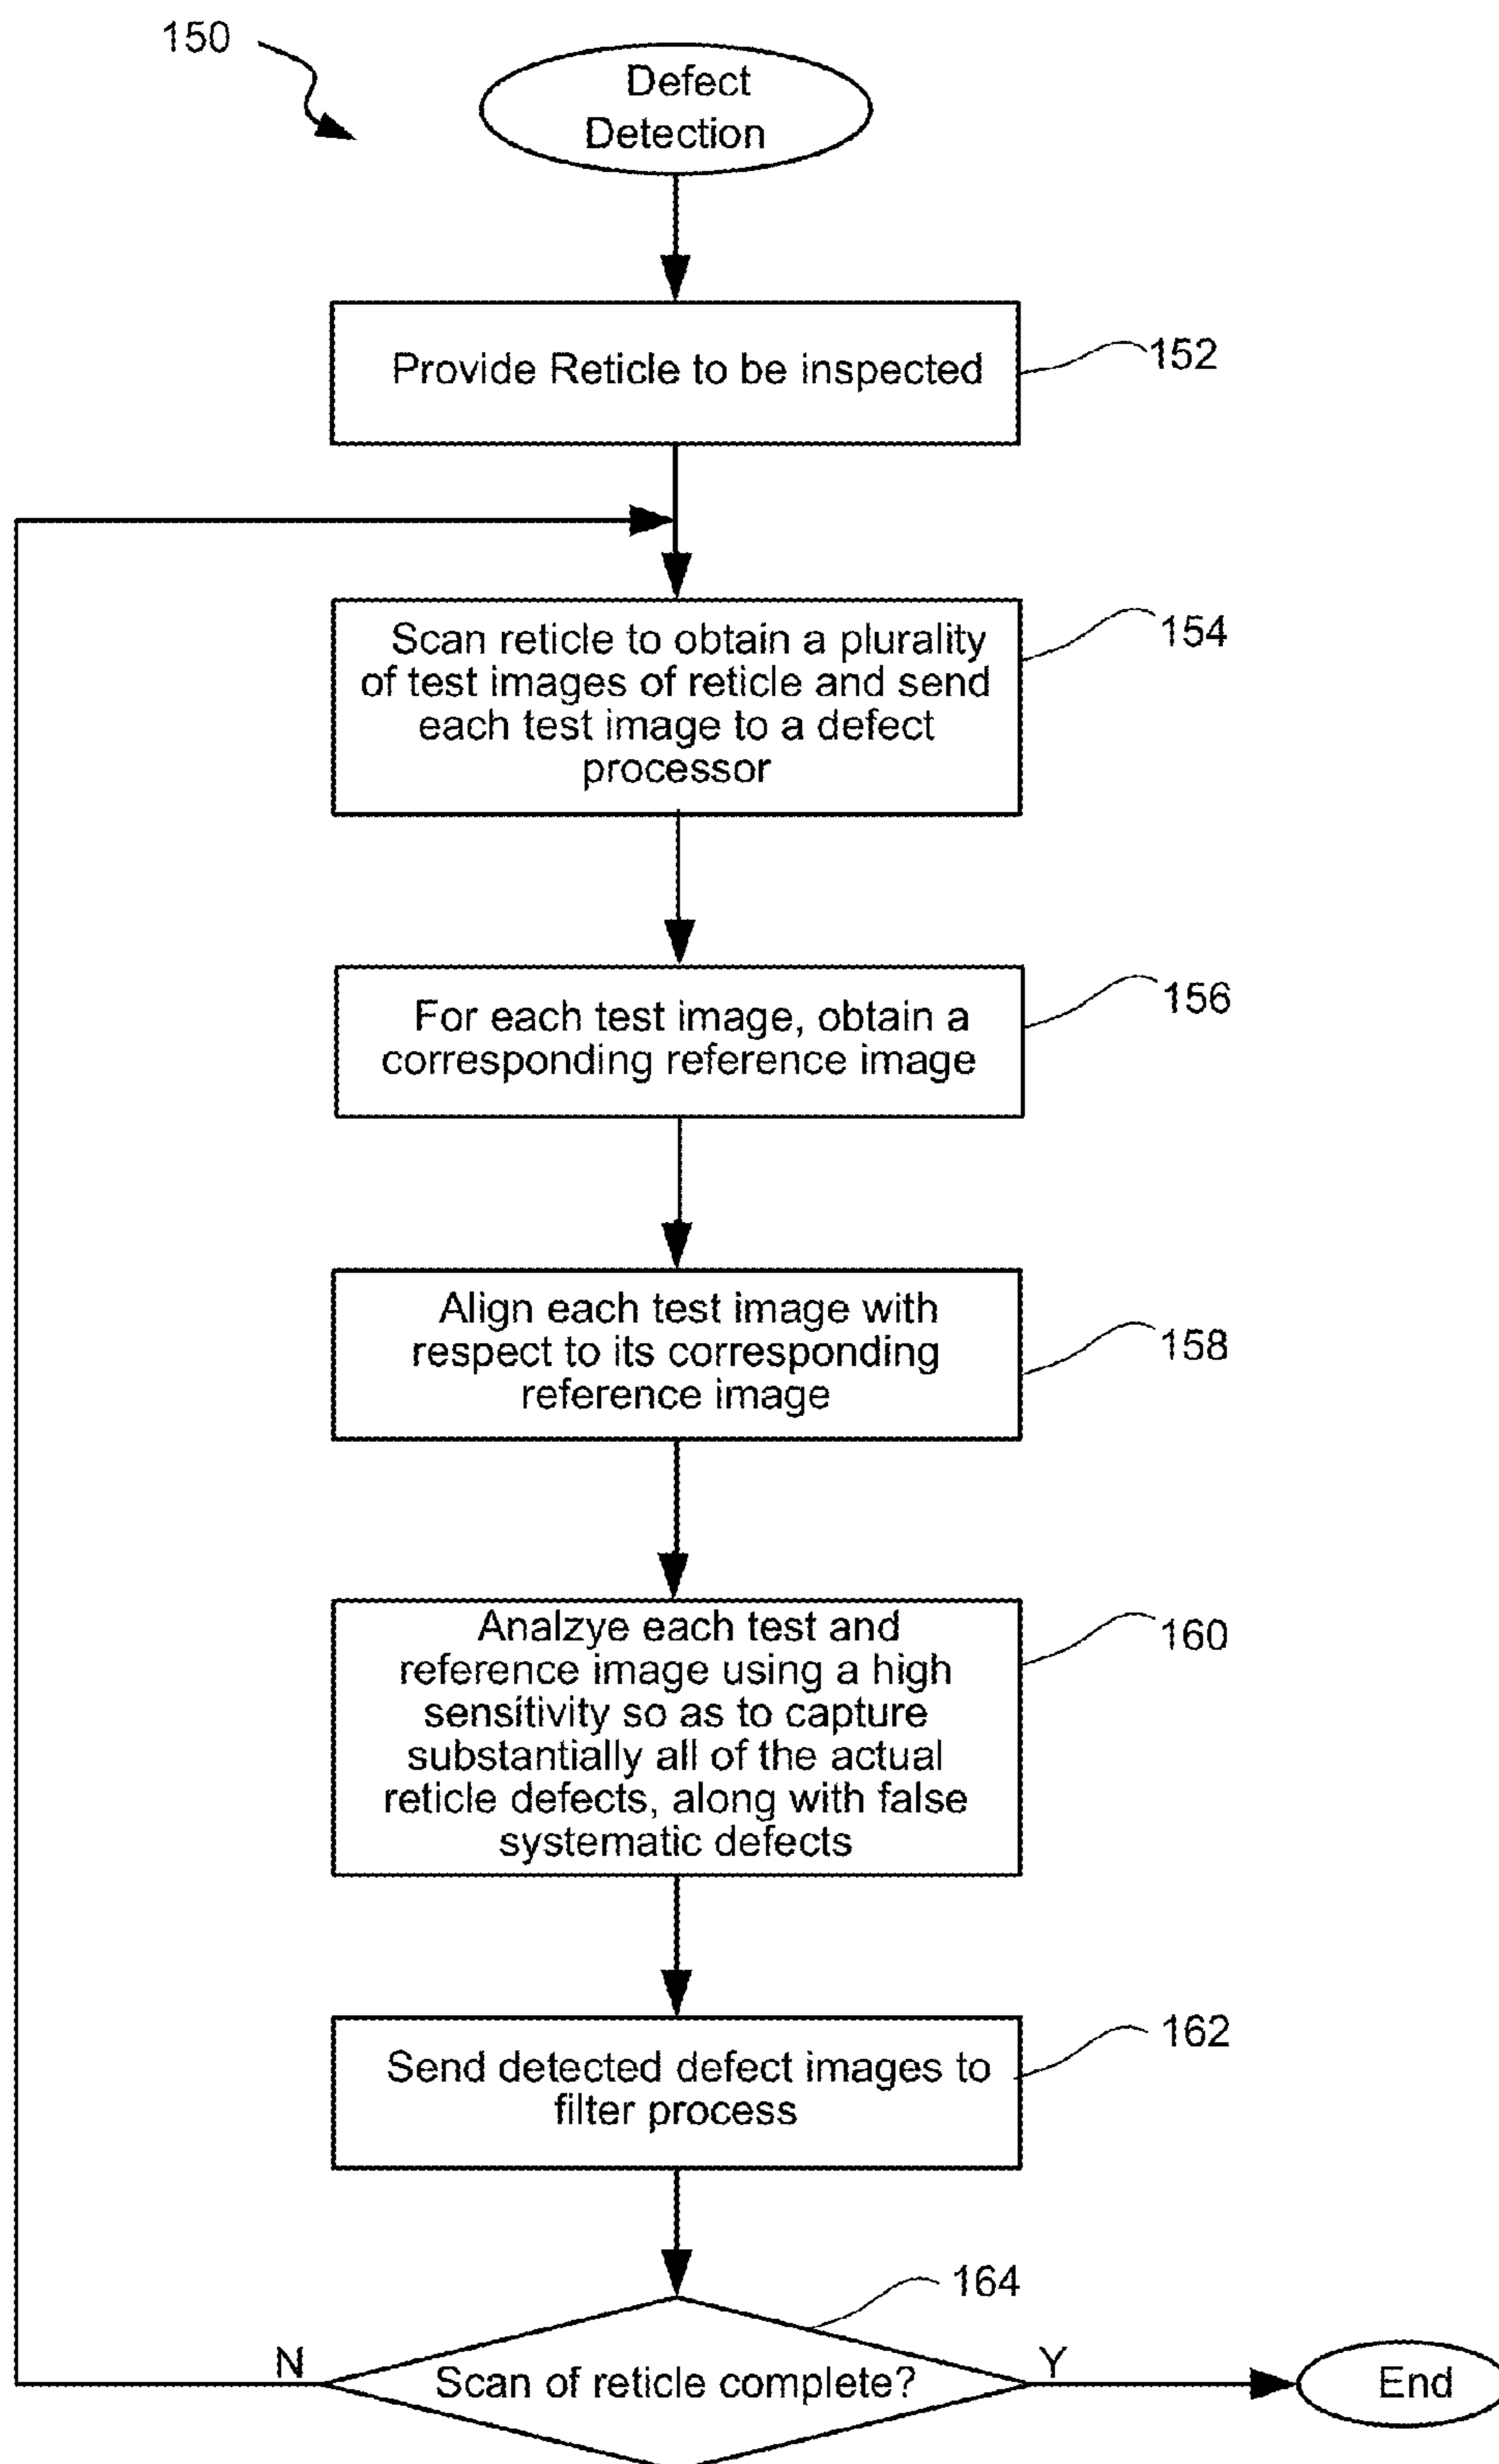 150
Defect
Detection
Provide Reticle to be inspected
152
Scan reticle to obtain a plurality
of test images of reticle and send
each test image to a defect
processor
154
For each test image, obtain a
corresponding reference image
156
Align each test image with
respect to its corresponding
reference image
158
Analzye each test and
reference image using a high
sensitivity so as to capture
substantially all of the actual
reticle defects, along with false
systematic defects
160
Send detected defect images to
filter process
162
164
N
Scan of reticle complete?
Y
End